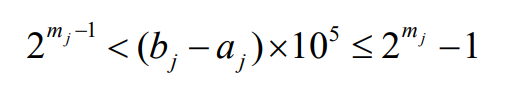 2^{m_j-1} < (b_j - a_j) × 10^5 ≤ 2^{m_j} - 1